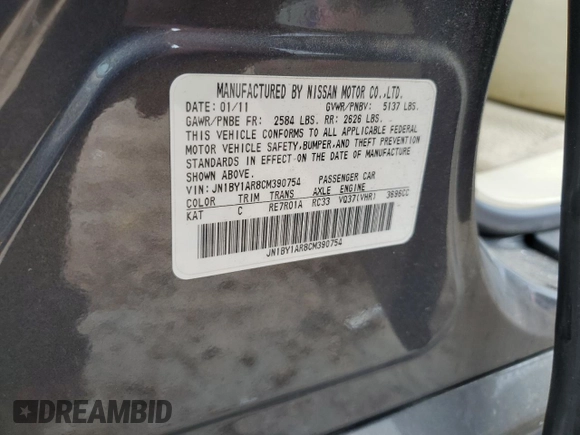 MANUFACTURED BY NISSAN MOTOR CO.,LTD.
DATE: 01/11 GVWR/PNBV: 5137 LBS.
GAWR/PNBE FR: 2584 LBS. RR: 2626 LBS.
THIS VEHICLE CONFORMS TO ALL APPLICABLE FEDERAL
MOTOR VEHICLE SAFETY,BUMPER,AND THEFT PREVENTION
STANDARDS IN EFFECT ON THE DATE OF MANUFACTURE
SHOWN ABOVE.
VIN: JN1BY1AR8CM390754 PASSENGER CAR
COLOR TRIM TRANS AXLE ENGINE
KAT C RE7R01A RC33 VQ37(VHR) 3696CC
JN1BY1AR8CM390754
DREAMBID